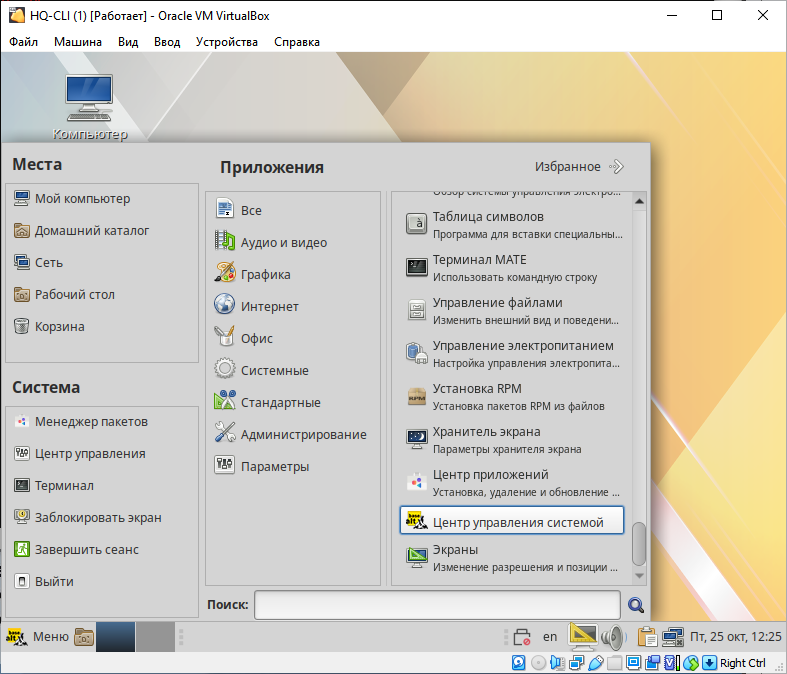 HQ-CLI (1) [Работает] - Oracle VM VirtualBox
Файл Машина Вид Ввод Устройства Справка
Компьютер
Места
Мой компьютер
Домашний каталог
Сеть
Рабочий стол
Корзина
Система
Менеджер пакетов
Центр управления
Терминал
Заблокировать экран
Завершить сеанс
Выйти
Приложения
Избранное
Все
Аудио и видео
Графика
Интернет
Офис
Системные
Стандартные
Администрирование
Параметры
Обзор системы управления электро...
Таблица символов
Программа для вставки специальны...
Терминал MATE
Использовать командную строку
Управление файлами
Изменить внешний вид и поведени...
Управление электропитанием
Настройка управления электропита...
Установка RPM
Установка пакетов RPM из файлов
Хранитель экрана
Параметры хранителя экрана
Центр приложений
Установка, удаление и обновление ...
Центр управления системой
Экраны
Изменение разрешения и позиции ...
Поиск:
Меню
en
Пт, 25 окт, 12:25
Right Ctrl